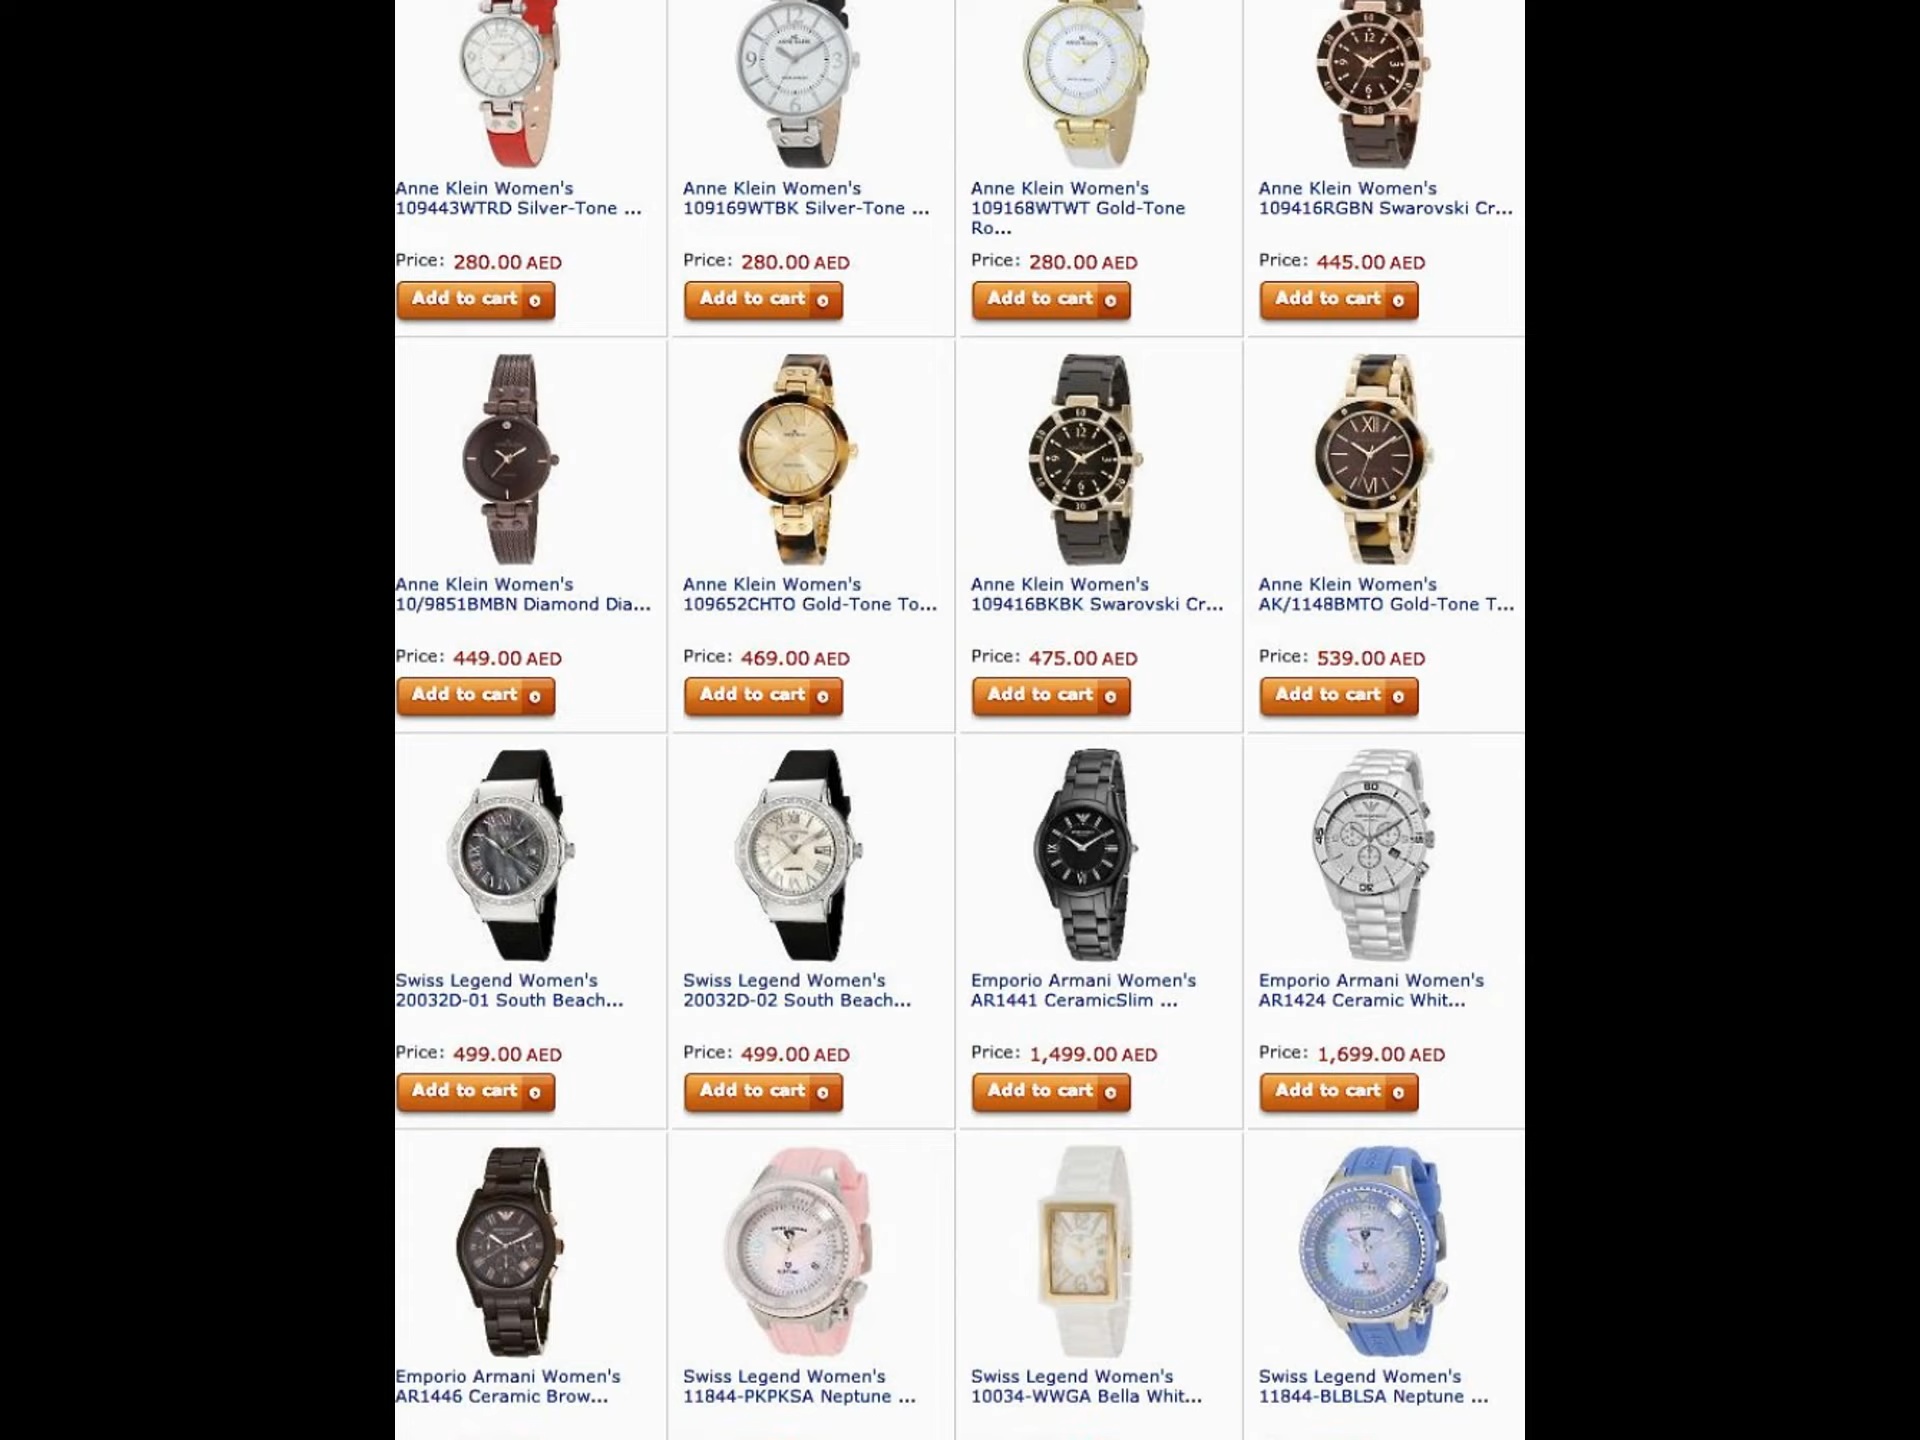 Anne Klein Women's
109443WTRD Silver-Tone ...
Price: 280.00 AED
Add to cart
Anne Klein Women's
109169WTBK Silver-Tone ...
Price: 280.00 AED
Add to cart
Anne Klein Women's
109168WTWT Gold-Tone
Ro...
Price: 280.00 AED
Add to cart
Anne Klein Women's
109416RGBN Swarovski Cr...
Price: 445.00 AED
Add to cart
Anne Klein Women's
10/9851BMBN Diamond Dia...
Price: 449.00 AED
Add to cart
Anne Klein Women's
109652CHTO Gold-Tone To...
Price: 469.00 AED
Add to cart
Anne Klein Women's
109416BKBK Swarovski Cr...
Price: 475.00 AED
Add to cart
Anne Klein Women's
AK/1148BMTO Gold-Tone T...
Price: 539.00 AED
Add to cart
Swiss Legend Women's
20032D-01 South Beach...
Price: 499.00 AED
Add to cart
Swiss Legend Women's
20032D-02 South Beach...
Price: 499.00 AED
Add to cart
Emporio Armani Women's
AR1441 CeramicSlim ...
Price: 1,499.00 AED
Add to cart
Emporio Armani Women's
AR1424 Ceramic Whit...
Price: 1,699.00 AED
Add to cart
Emporio Armani Women's
AR1446 Ceramic Brow...
Swiss Legend Women's
11844-PKPKSA Neptune ...
Swiss Legend Women's
10034-WWGA Bella Whit...
Swiss Legend Women's
11844-BLBLSA Neptune ...